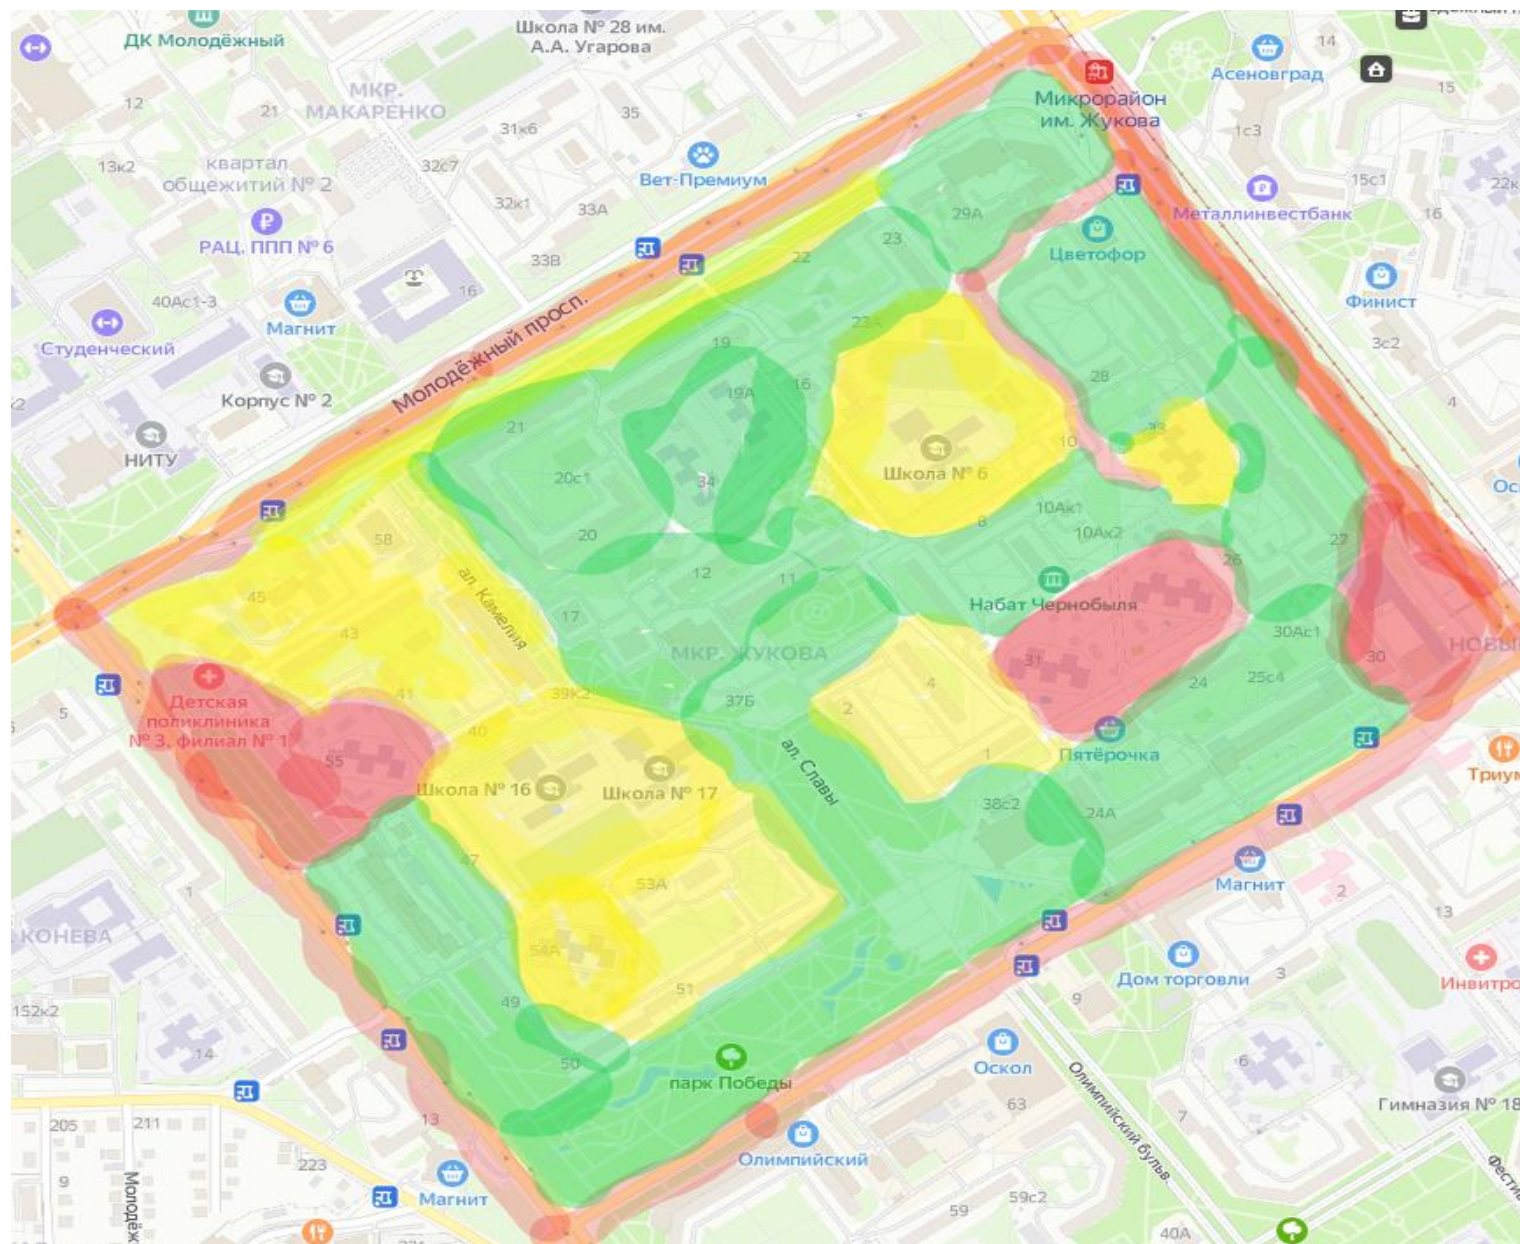 Школа № 28 им.
А.А. Угарова
ДК Молодёжный
14
Асеновград
МКР.
МАКАРЕНКО
12
21
35
31к6
15
Микрорайон
им. Жукова
1с3
13к2
квартал
общежитий № 2
32с7
Вет-Премиум
15с1
22к
32к1
33А
29А
Металлинвестбанк
16
РАЦ. ППП № 6
33В
23
22
Цветофор
16
40Ас1-3
Магнит
Финист
Студенческий
Молодёжный просп.
23А
19
3с2
Корпус № 2
19А
16
28
4
21
33
НИТУ
10
Школа № 6
20с1
34
Ос
10Ак1
8
10Ак2
58
20
27
26
12
11
Набат Чернобыля
45
ал. Камелия
17
43
МКР. ЖУКОВА
31
30Ас1
30
НОВЫ
Детская
поликлиника
№ 3, филиал № 1
5
41
39к2
37Б
2
4
24
25с4
40
55
ал. Славы
1
Пятёрочка
Триум
Школа № 16
Школа № 17
38с2
24А
47
53А
Магнит
1
2
13
КОНЕВА
54А
51
Дом торговли
3
Инвитро
9
49
152к2
14
50
парк Победы
Оскол
6
Олимпийский бульв.
63
7
Гимназия № 18
13
205
211
Олимпийский
223
9
Молодёж
Магнит
59с2
59
Фести
40А